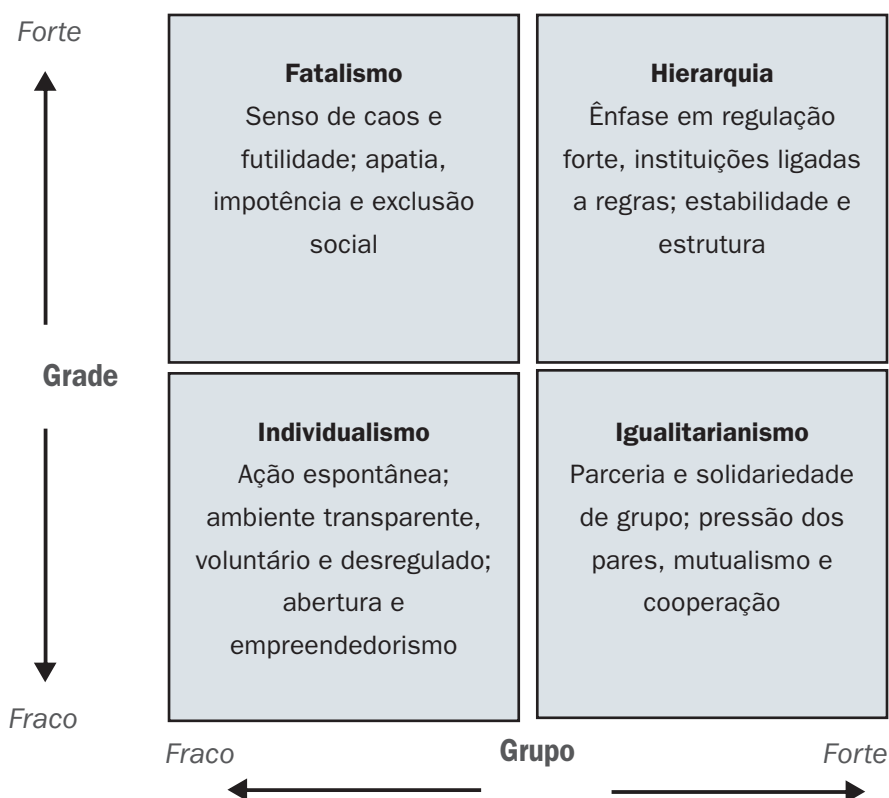 Forte
Fatalismo
Senso de caos e
futilidade; apatia,
impotência e exclusão
social
Hierarquia
Ênfase em regulação
forte, instituições ligadas
a regras; estabilidade e
estrutura
Grade
Individualismo
Ação espontânea;
ambiente transparente,
voluntário e desregulado;
abertura e
empreendedorismo
Igualitarianismo
Parceria e solidariedade
de grupo; pressão dos
pares, mutualismo e
cooperação
Fraco
Fraco
Grupo
Forte